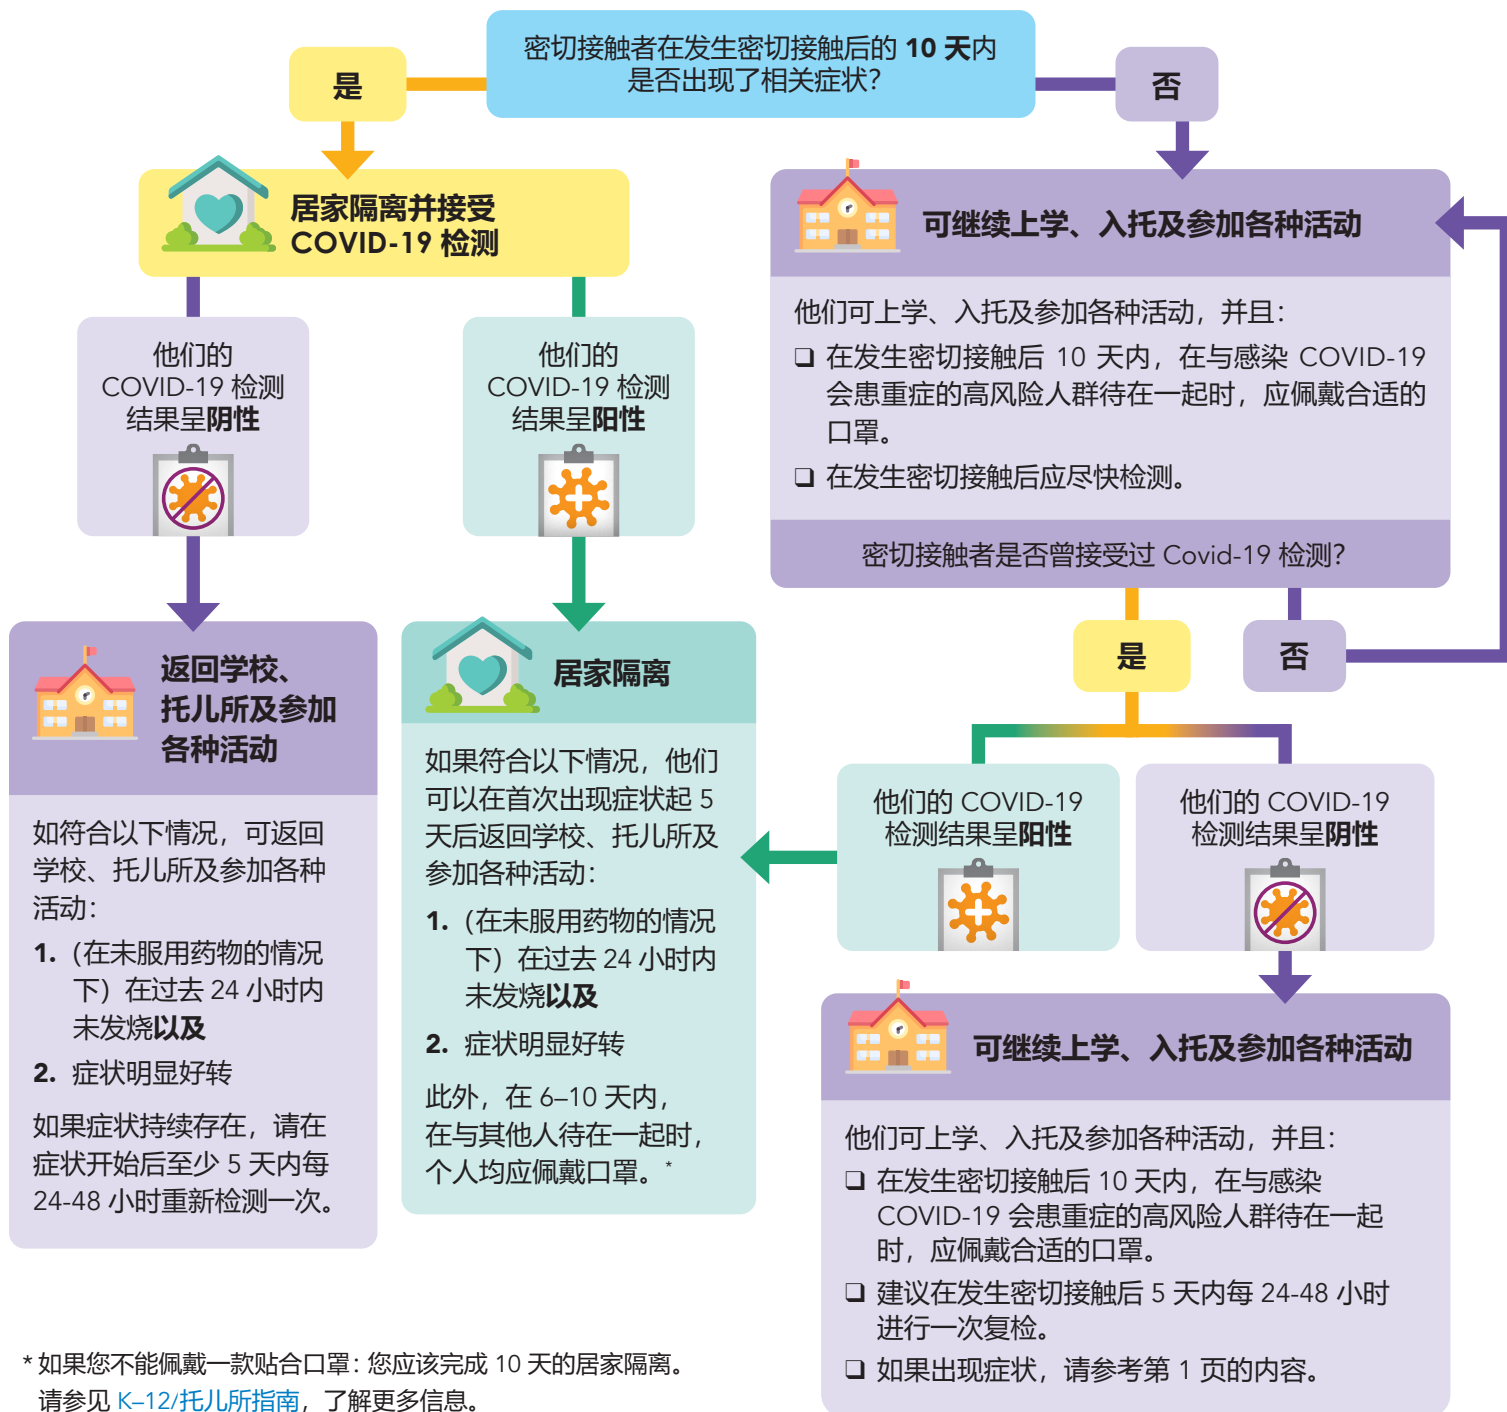 密切接触者在发生密切接触后的 10 天内
是否出现了相关症状？
是
否
居家隔离并接受
COVID-19 检测
他们的
COVID-19 检测
结果呈阴性
他们的
COVID-19 检测
结果呈阳性
返回学校、
托儿所及参加
各种活动
如符合以下情况，可返回
学校、托儿所及参加各种
活动：
1. （在未服用药物的情况
下）在过去 24 小时内
未发烧以及
2. 症状明显好转
如果症状持续存在，请在
症状开始后至少 5 天内每
24-48 小时重新检测一次。
居家隔离
如果符合以下情况，他们
可以在首次出现症状起 5
天后返回学校、托儿所及
参加各种活动：
1. （在未服用药物的情况
下）在过去 24 小时内
未发烧以及
2. 症状明显好转
此外，在 6–10 天内，
在与其他人待在一起时，
个人均应佩戴口罩。*
可继续上学、入托及参加各种活动
他们可上学、入托及参加各种活动，并且：
❑ 在发生密切接触后 10 天内，在与感染 COVID-19
会患重症的高风险人群待在一起时，应佩戴合适的
口罩。
❑ 在发生密切接触后应尽快检测。
密切接触者是否曾接受过 Covid-19 检测？
是
否
他们的 COVID-19
检测结果呈阳性
他们的 COVID-19
检测结果呈阴性
可继续上学、入托及参加各种活动
他们可上学、入托及参加各种活动，并且：
❑ 在发生密切接触后 10 天内，在与感染
COVID-19 会患重症的高风险人群待在一起
时，应佩戴合适的口罩。
❑ 建议在发生密切接触后 5 天内每 24-48 小时
进行一次复检。
❑ 如果出现症状，请参考第 1 页的内容。
* 如果您不能佩戴一款贴合口罩：您应该完成 10 天的居家隔离。
请参见 K–12/托儿所指南，了解更多信息。